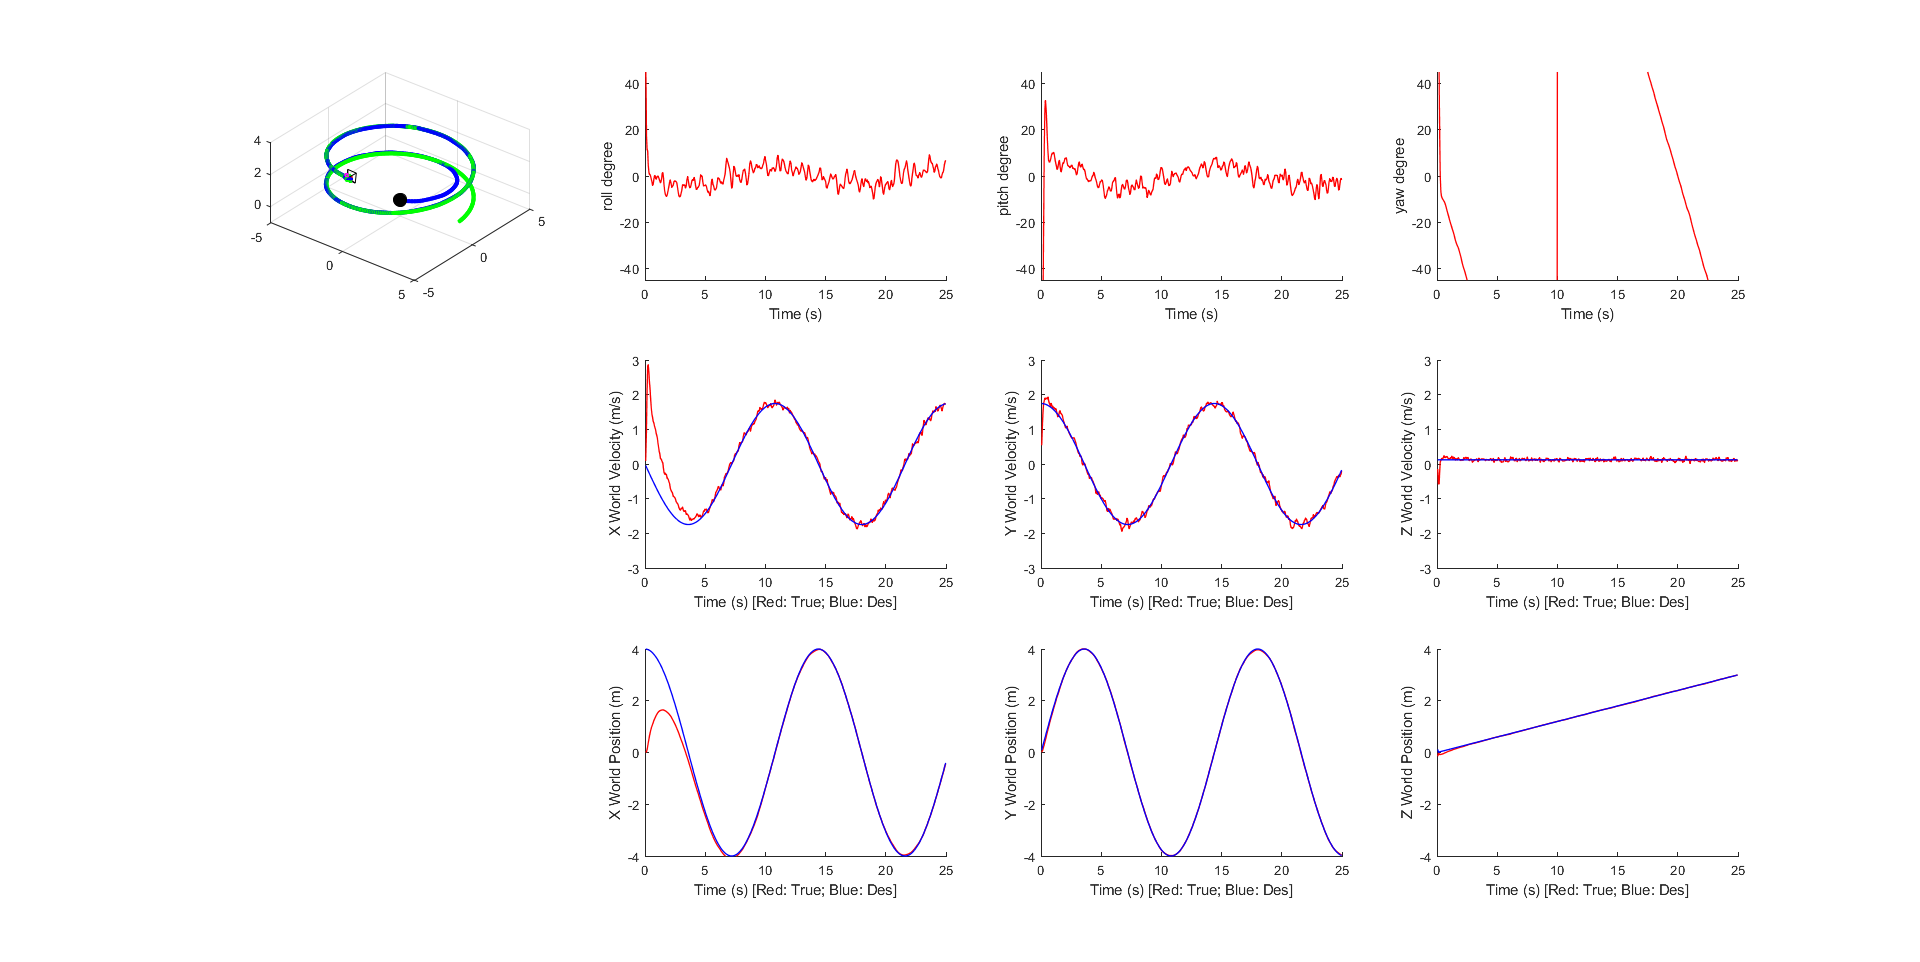 4
2
0
-5
0
5
-5
0
5
roll degree
40
20
0
-20
-40
0 5 10 15 20 25
Time (s)
pitch degree
40
20
0
-20
-40
0 5 10 15 20 25
Time (s)
yaw degree
40
20
0
-20
-40
0 5 10 15 20 25
Time (s)
X World Velocity (m/s)
3
2
1
0
-1
-2
-3
0 5 10 15 20 25
Time (s) [Red: True; Blue: Des]
Y World Velocity (m/s)
3
2
1
0
-1
-2
-3
0 5 10 15 20 25
Time (s) [Red: True; Blue: Des]
Z World Velocity (m/s)
3
2
1
0
-1
-2
-3
0 5 10 15 20 25
Time (s) [Red: True; Blue: Des]
X World Position (m)
4
2
0
-2
-4
0 5 10 15 20 25
Time (s) [Red: True; Blue: Des]
Y World Position (m)
4
2
0
-2
-4
0 5 10 15 20 25
Time (s) [Red: True; Blue: Des]
Z World Position (m)
4
2
0
-2
-4
0 5 10 15 20 25
Time (s) [Red: True; Blue: Des]